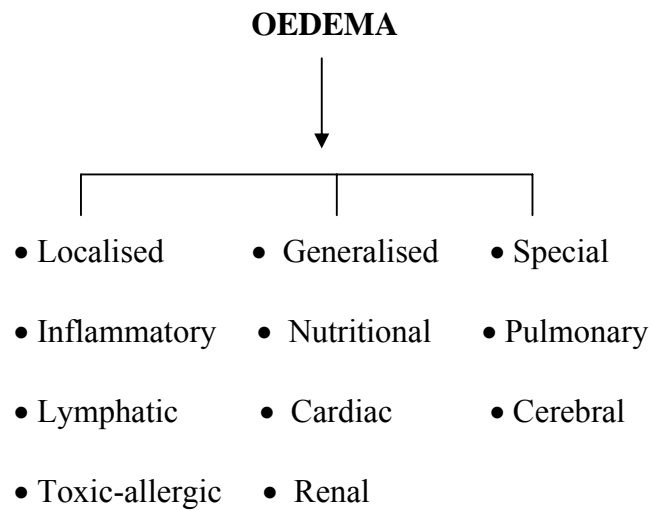 OEDEMA
• Localised • Generalised • Special
• Inflammatory • Nutritional • Pulmonary
• Lymphatic • Cardiac • Cerebral
• Toxic-allergic • Renal